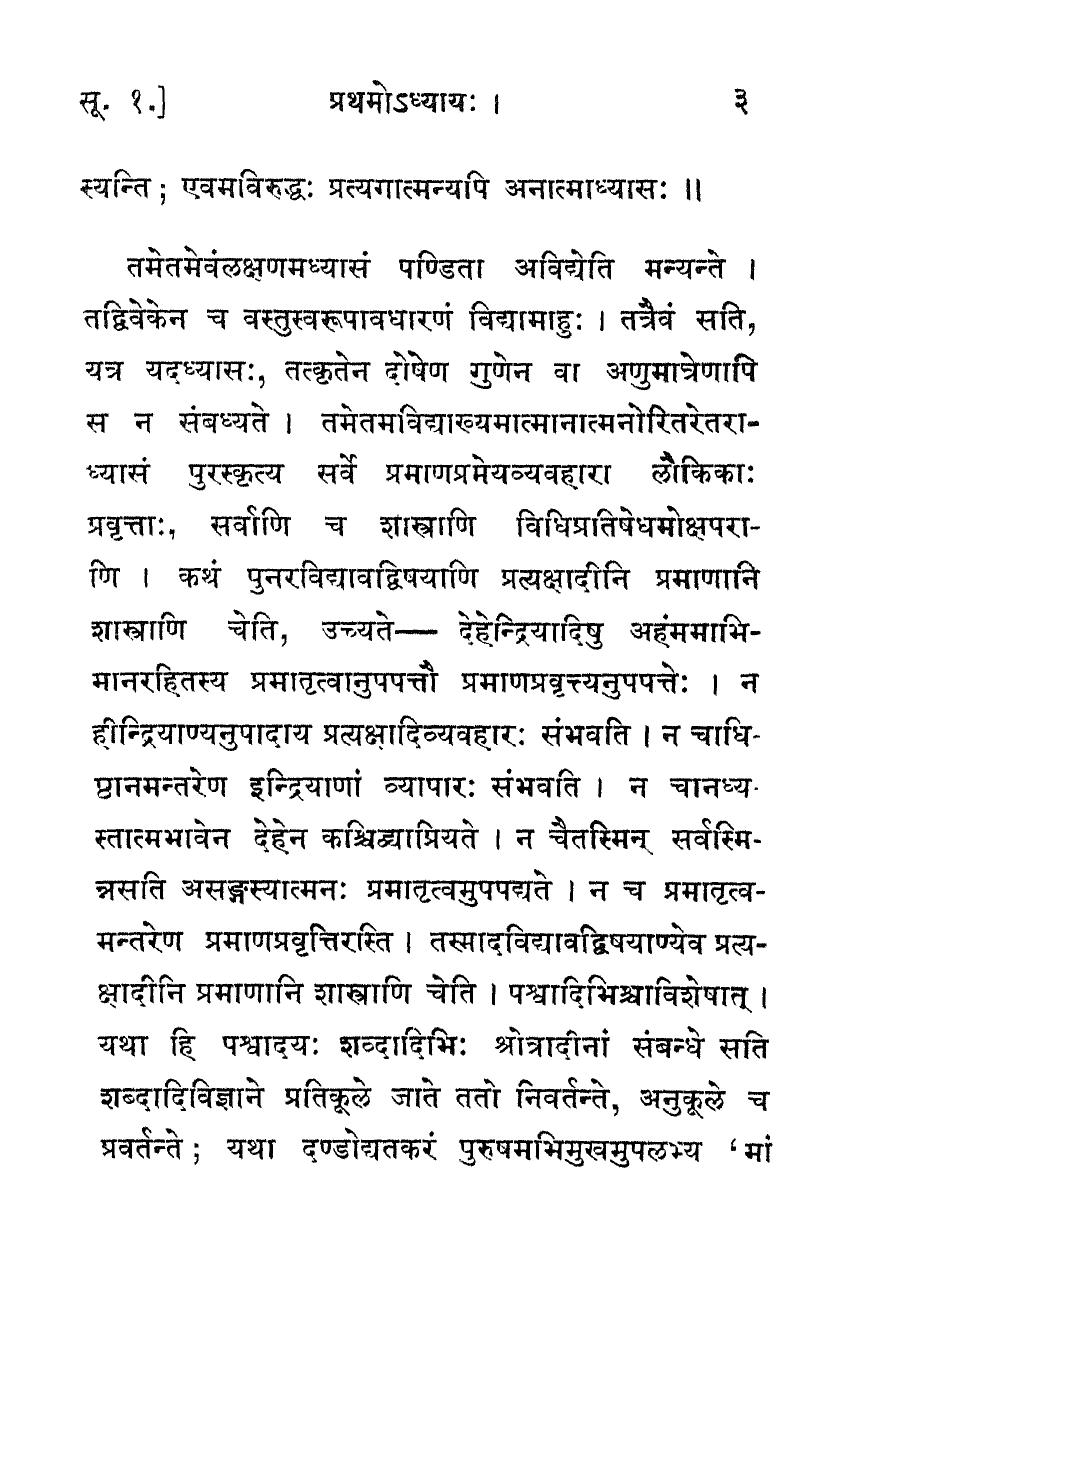 सू. १.] प्रथमोऽध्यायः । ३
स्यन्ति ; एवमविरुद्धः प्रत्यगात्मन्यपि अनात्माध्यासः ॥
तमेतमेवंलक्षणमध्यासं पण्डिता अविद्येति मन्यन्ते ।
तद्विवेकेन च वस्तुस्वरूपावधारणं विद्यामाहुः । तत्रैवं सति,
यत्र यदध्यासः, तत्कृतेन दोषेण गुणेन वा अणुमात्रेणापि
स न संबध्यते । तमेतमविद्याख्यमात्मानात्मनोरितरेतरा-
ध्यासं पुरस्कृत्य सर्वे प्रमाणप्रमेयव्यवहारा लौकिकाः
प्रवृत्ताः, सर्वाणि च शास्त्राणि विधिप्रतिषेधमोक्षपरा-
णि । कथं पुनरविद्यावद्विषयाणि प्रत्यक्षादीनि प्रमाणानि
शास्त्राणि चेति, उच्यते— देहेन्द्रियादिषु अहंममाभि-
मानरहितस्य प्रमातृत्वानुपपत्तौ प्रमाणप्रवृत्त्यनुपपत्तेः । न
हीन्द्रियाण्यनुपादाय प्रत्यक्षादिव्यवहारः संभवति । न चाधि-
ष्ठानमन्तरेण इन्द्रियाणां व्यापारः संभवति । न चानध्य-
स्तात्मभावेन देहेन कश्चिद्व्याप्रियते । न चैतस्मिन् सर्वस्मि-
न्नसति असङ्गस्यात्मनः प्रमातृत्वमुपपद्यते । न च प्रमातृत्व-
मन्तरेण प्रमाणप्रवृत्तिरस्ति । तस्मादविद्यावद्विषयाण्येव प्रत्य-
क्षादीनि प्रमाणानि शास्त्राणि चेति । पश्वादिभिश्चाविशेषात् ।
यथा हि पश्वादयः शब्दादिभिः श्रोत्रादीनां संबन्धे सति
शब्दादिविज्ञाने प्रतिकूले जाते ततो निवर्तन्ते, अनुकूले च
प्रवर्तन्ते ; यथा दण्डोद्यतकरं पुरुषमभिमुखमुपलभ्य ‘मां